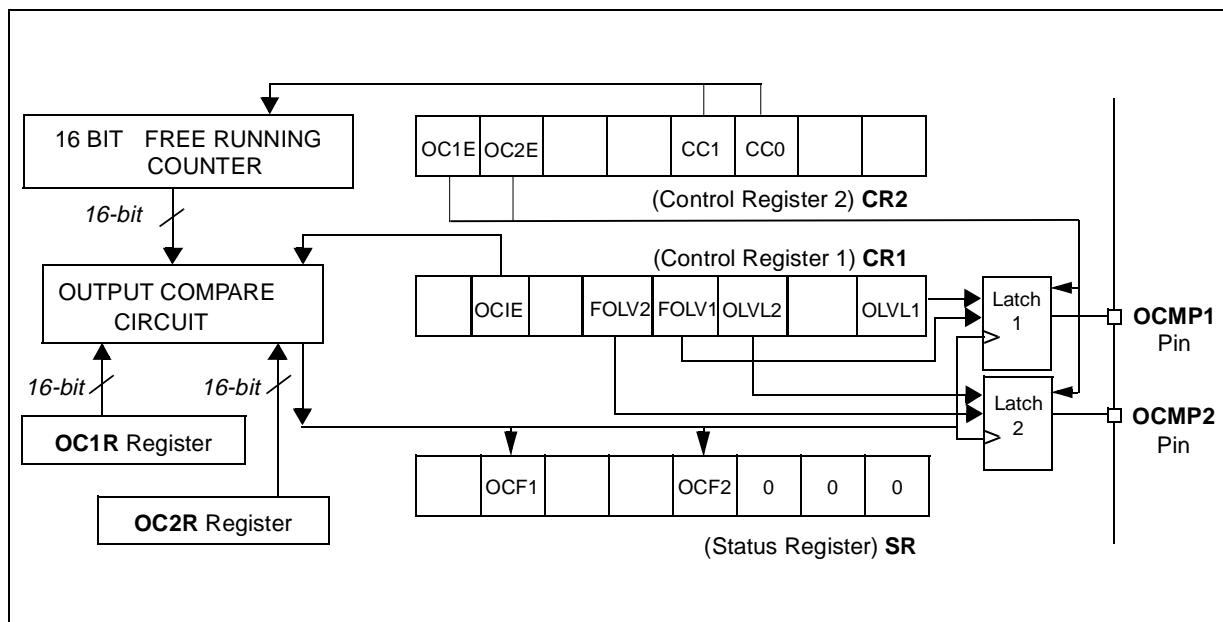 16 BIT FREE RUNNING
COUNTER
16-bit
OC1E OC2E CC1 CC0
(Control Register 2) CR2
OUTPUT COMPARE
CIRCUIT
(Control Register 1) CR1
OCIE FOLV2 FOLV1 OLVL2 OLVL1
Latch
1
OCMP1
Pin
16-bit
16-bit
Latch
2
OCMP2
Pin
OC1R Register
OCF1 OCF2 0 0 0
OC2R Register
(Status Register) SR